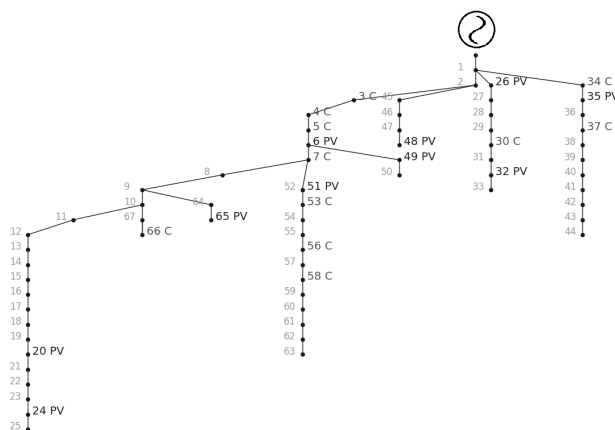 1
2
26 PV
34 C
3 C
45
27
35 PV
4 C
46
28
36
5 C
47
29
37 C
6 PV
48 PV
30 C
38
7 C
49 PV
31
39
8
50
32 PV
40
9
52
51 PV
33
41
10
64
53 C
42
11
67
65 PV
54
43
12
66 C
55
44
13
56 C
14
57
15
58 C
16
59
17
60
18
61
19
62
20 PV
63
21
22
23
24 PV
25